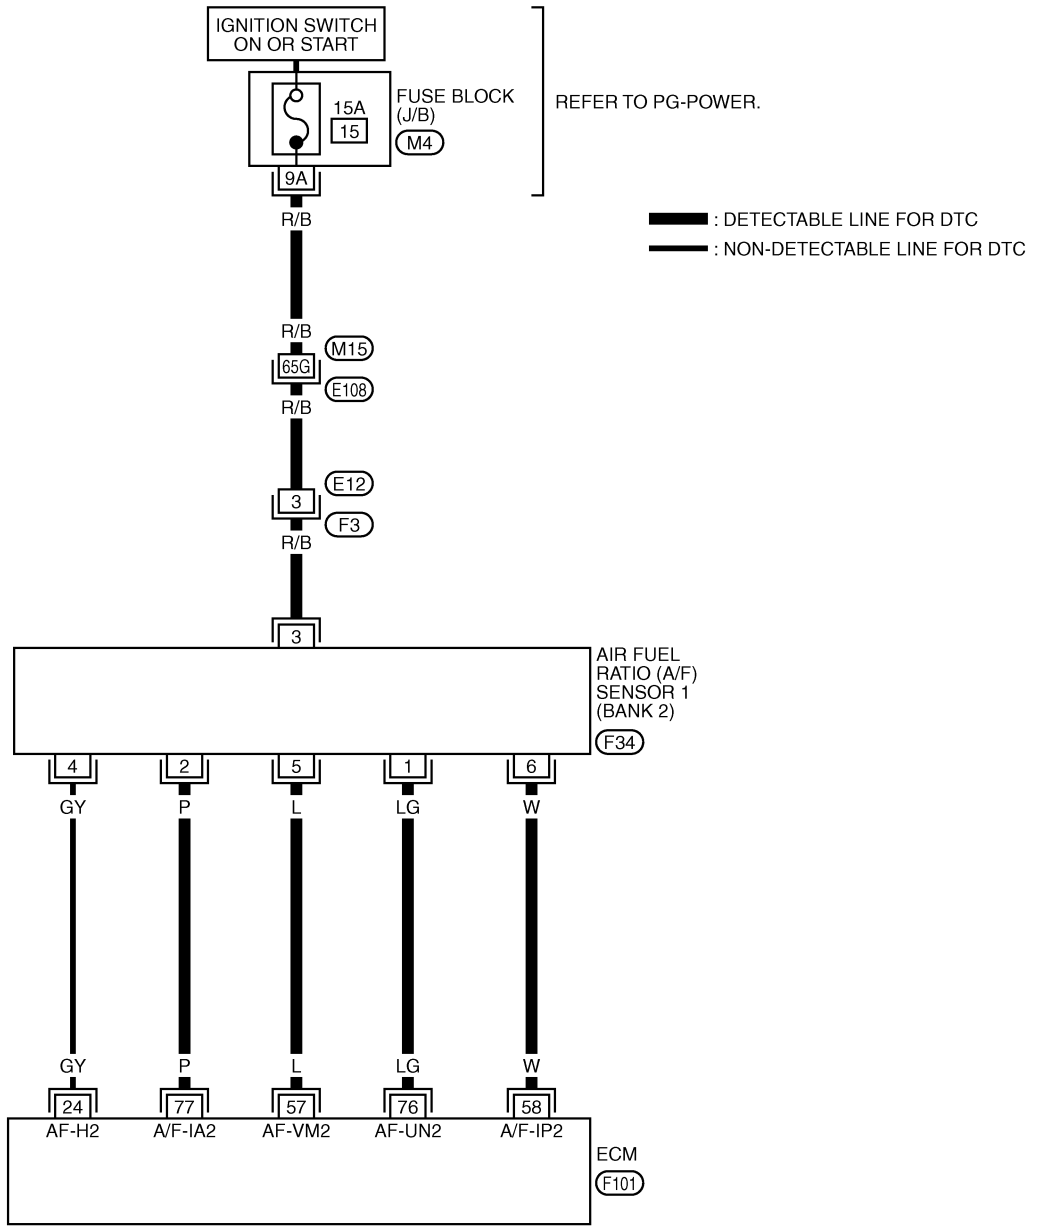 IGNITION SWITCH
ON OR START
FUSE BLOCK
(J/B)
M4
15A
15
REFER TO PG-POWER.
9A
R/B
: DETECTABLE LINE FOR DTC
: NON-DETECTABLE LINE FOR DTC
R/B
M15
65G
E108
R/B
E12
3
F3
R/B
3
AIR FUEL
RATIO (A/F)
SENSOR 1
(BANK 2)
F34
4 2 5 1 6
GY P L LG W
GY P L LG W
24 77 57 76 58
AF-H2 A/F-IA2 AF-VM2 AF-UN2 A/F-IP2
ECM
F101